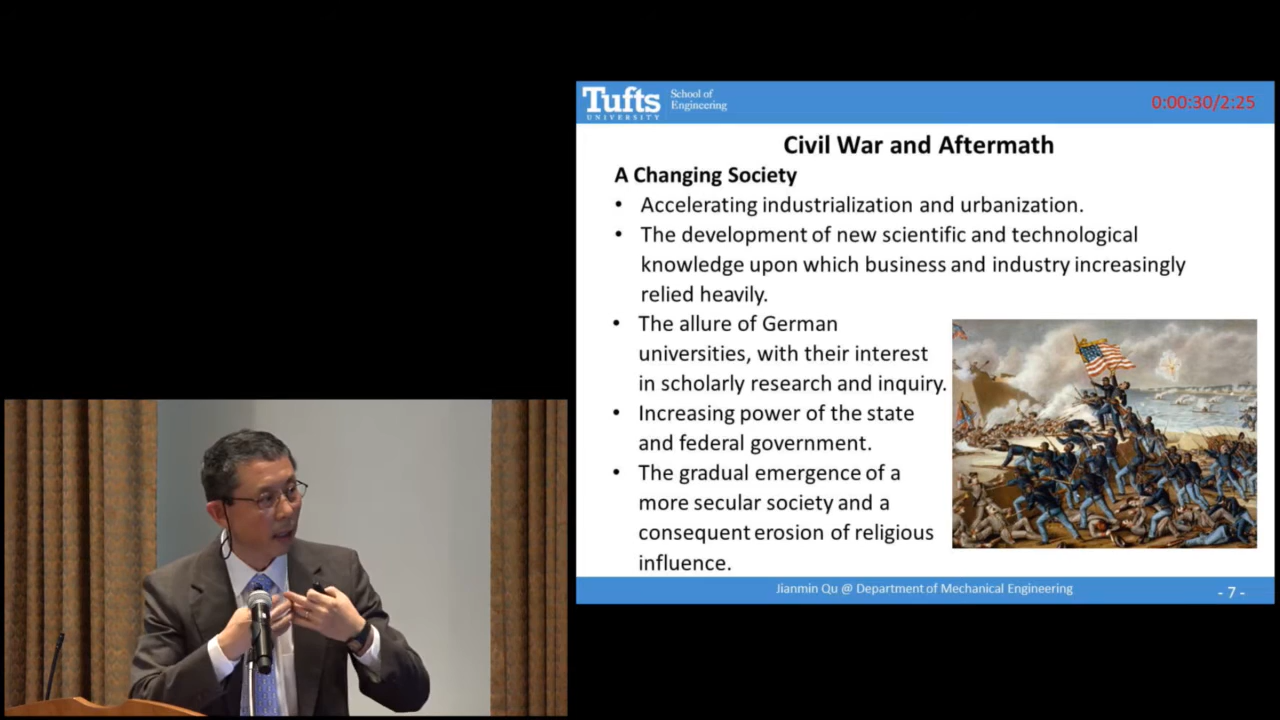 Tufts
UNIVERSITY
School of
Engineering
0:00:30/2:25
Civil War and Aftermath
A Changing Society
• Accelerating industrialization and urbanization.
• The development of new scientific and technological
knowledge upon which business and industry increasingly
relied heavily.
• The allure of German
universities, with their interest
in scholarly research and inquiry.
• Increasing power of the state
and federal government.
• The gradual emergence of a
more secular society and a
consequent erosion of religious
influence.
Jianmin Qu @ Department of Mechanical Engineering
- 7 -